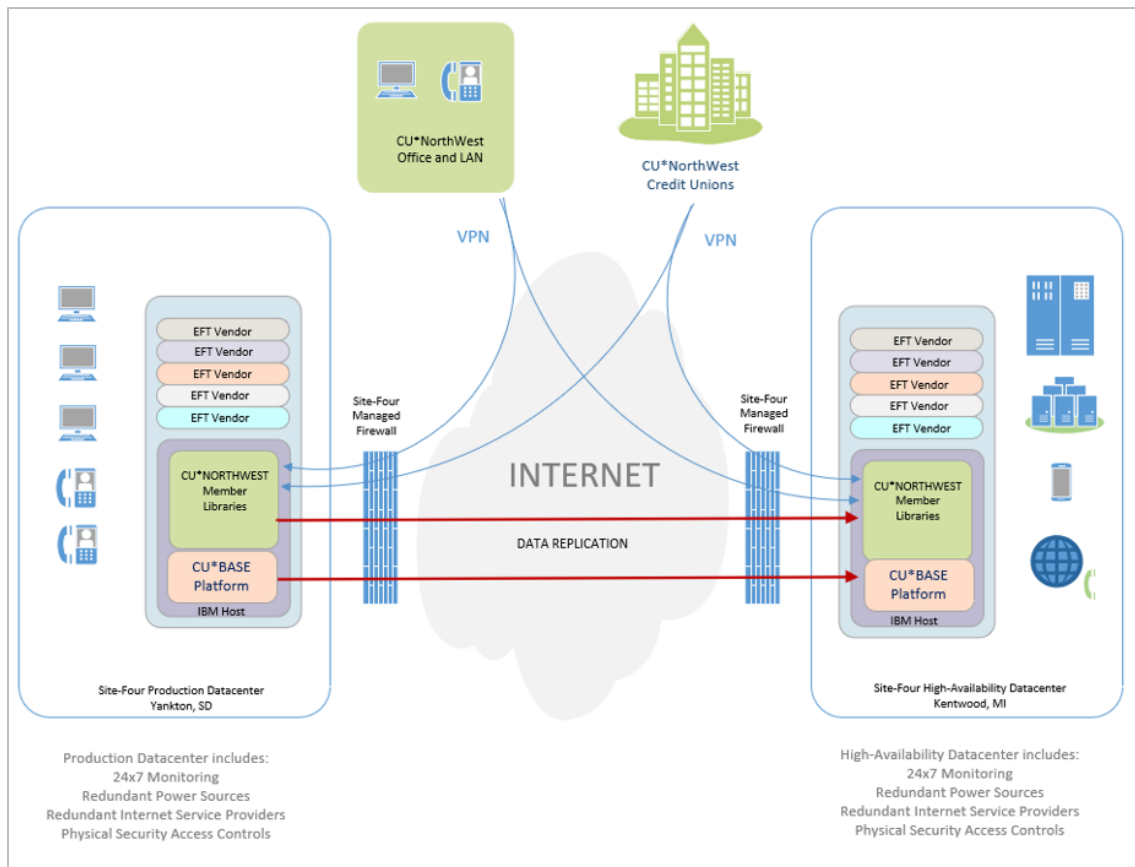 CU*NorthWest
Office and LAN
CU*NorthWest
Credit Unions
VPN
VPN
EFT Vendor
EFT Vendor
EFT Vendor
EFT Vendor
EFT Vendor
CU*NORTHWEST
Member
Libraries
CU*BASE
Platform
IBM Host
Site-Four Production Datacenter
Yankton, SD
Site-Four
Managed
Firewall
INTERNET
DATA REPLICATION
Site-Four
Managed
Firewall
EFT Vendor
EFT Vendor
EFT Vendor
EFT Vendor
EFT Vendor
CU*NORTHWEST
Member
Libraries
CU*BASE
Platform
IBM Host
Site-Four High-Availability Datacenter
Kentwood, MI
Production Datacenter includes:
24x7 Monitoring
Redundant Power Sources
Redundant Internet Service Providers
Physical Security Access Controls
High-Availability Datacenter includes:
24x7 Monitoring
Redundant Power Sources
Redundant Internet Service Providers
Physical Security Access Controls